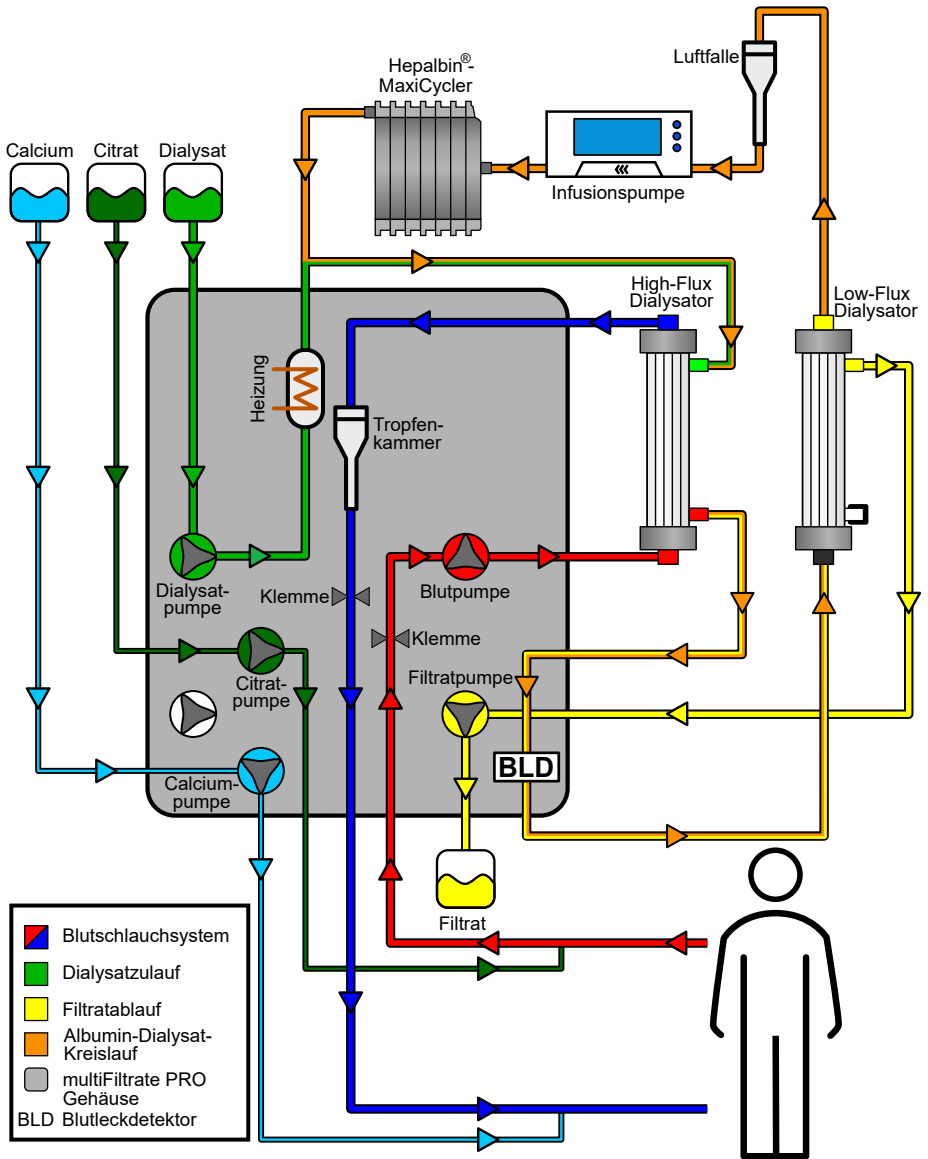 Hepalbin®-
MaxiCycler
Luftfalle
Infusionspumpe
Calcium
Citrat
Dialysat
High-Flux
Dialysator
Low-Flux
Dialysator
Heizung
Tropfen-
kammer
Dialysat-
pumpe
Klemme
Blutpumpe
Klemme
Citrat-
pumpe
Filtratpumpe
Calcium-
pumpe
BLD
Filtrat
Blutschlauchsystem
Dialysatzulauf
Filtratablauf
Albumin-Dialysat-
Kreislauf
multiFiltrate PRO
Gehäuse
BLD Blutleckdetektor